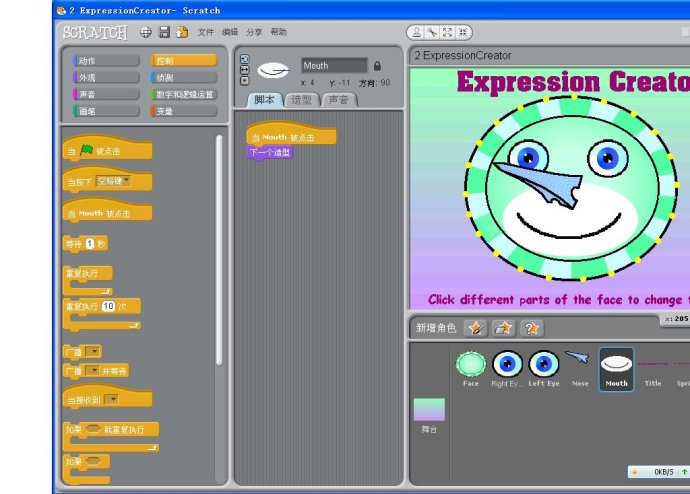 2 ExpressionCreator- Scratch
SCRATCH 文件 编辑 分享 帮助
动作 控制
外观 侦测
声音 数字和逻辑运算
画笔 变量
当 被点击
当按下 空格键
当 Mouth 被点击
等待 1 秒
重复执行
重复执行 10 次
广播
广播 并等待
当接收到
如果 就重复执行
如果
Mouth
x: 4 y: -11 方向: 90
脚本 造型 声音
当 Mouth 被点击
下一个造型
2 ExpressionCreator
Expression Creato
Click different parts of the face to change
x: 205
新增角色
Face Right Ey... Left Eye Nose Mouth Title Spri
舞台
0KB/S